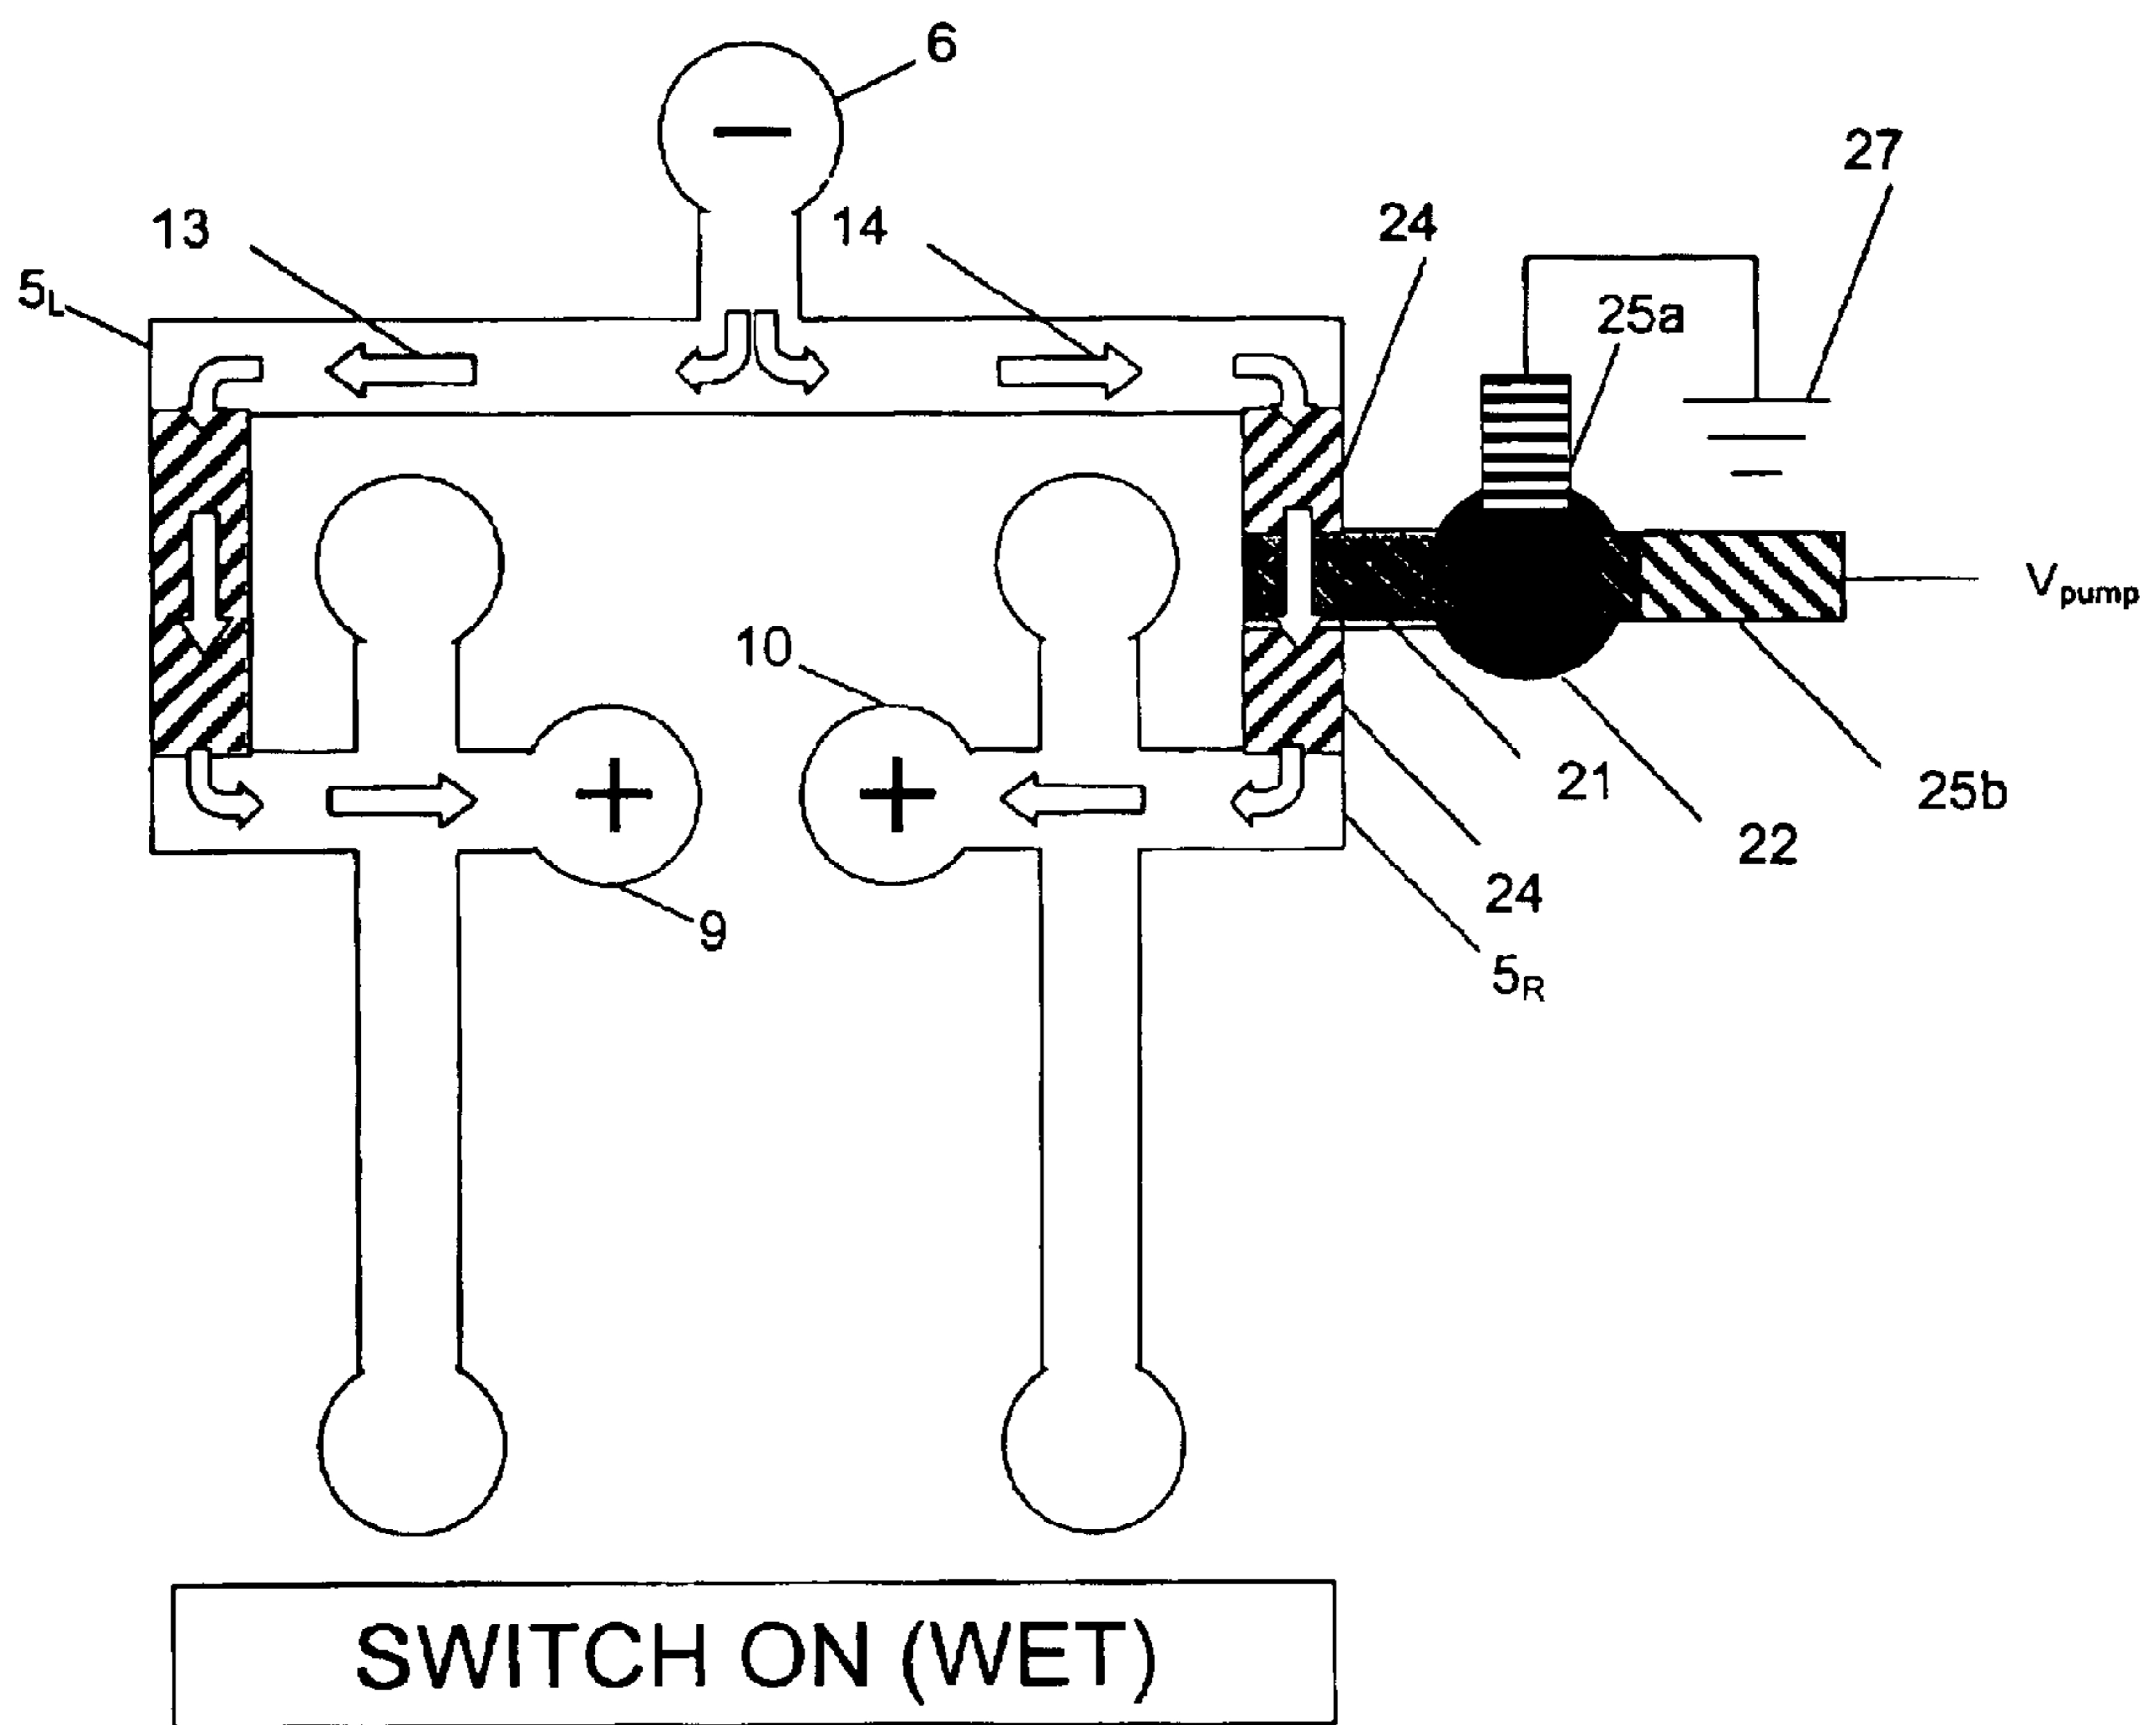 6
27
13
14
24
5L
25a
−
Vpump
10
21
25b
+
+
22
24
9
5R
SWITCH ON (WET)